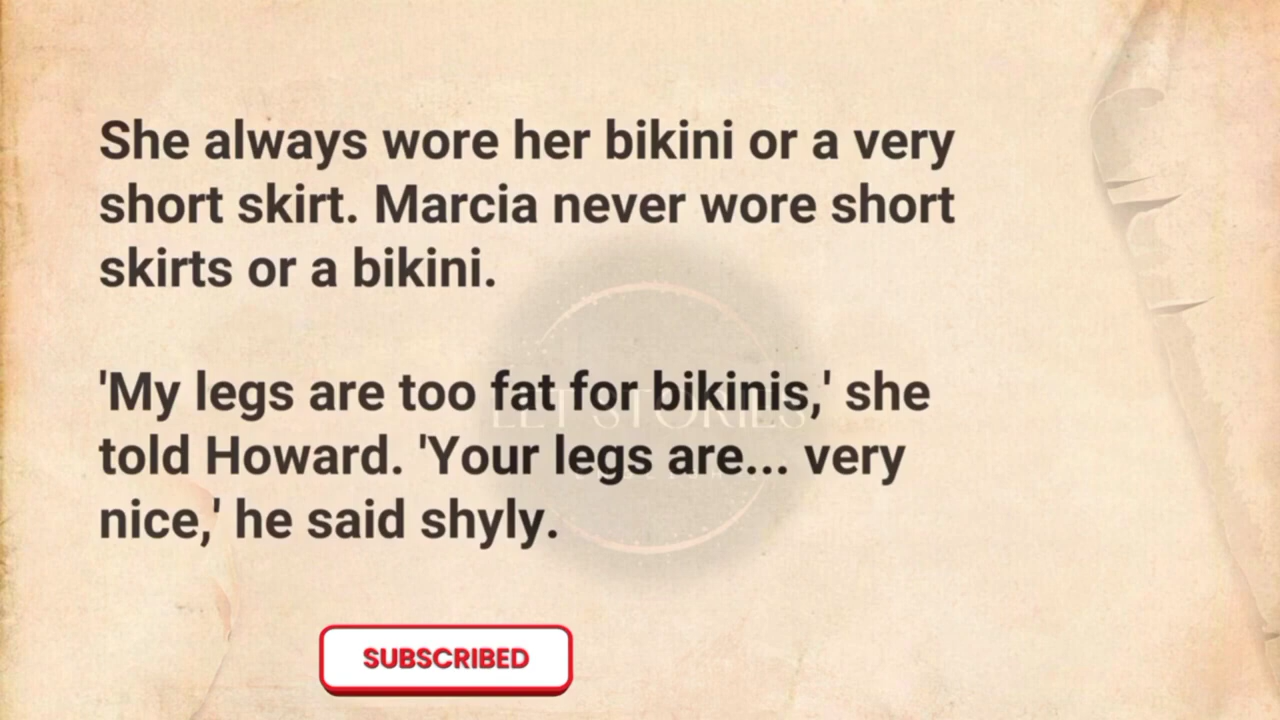 She always wore her bikini or a very
short skirt. Marcia never wore short
skirts or a bikini.
'My legs are too fat for bikinis,' she
told Howard. 'Your legs are... very
nice,' he said shyly.
SUBSCRIBED